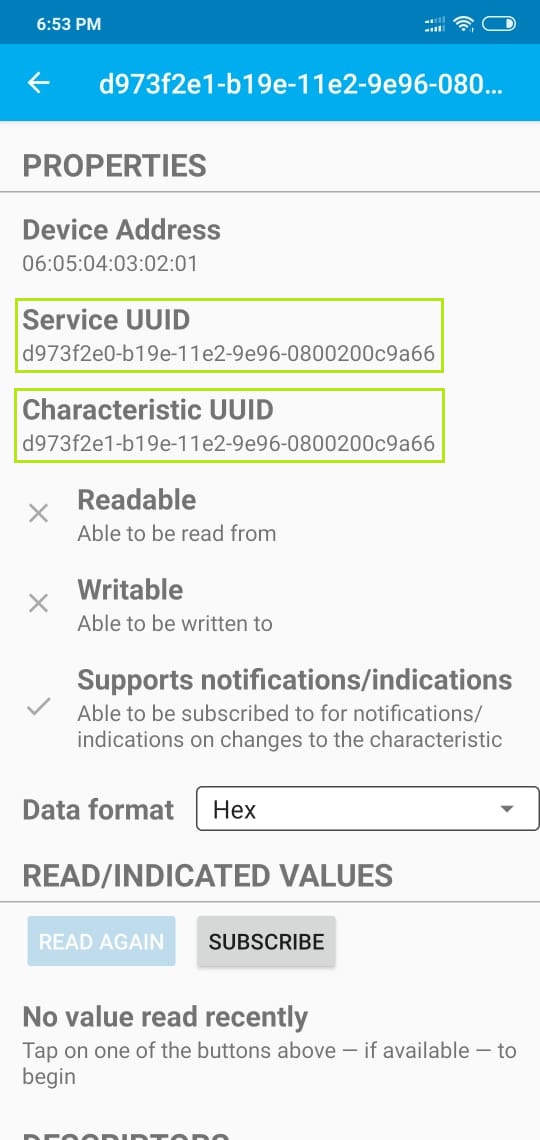 6:53 PM
d973f2e1-b19e-11e2-9e96-080...
PROPERTIES
Device Address
06:05:04:03:02:01
Service UUID
d973f2e0-b19e-11e2-9e96-0800200c9a66
Characteristic UUID
d973f2e1-b19e-11e2-9e96-0800200c9a66
Readable
Able to be read from
Writable
Able to be written to
Supports notifications/indications
Able to be subscribed to for notifications/
indications on changes to the characteristic
Data format Hex
READ/INDICATED VALUES
READ AGAIN SUBSCRIBE
No value read recently
Tap on one of the buttons above — if available — to
begin
DESCRIPTORS